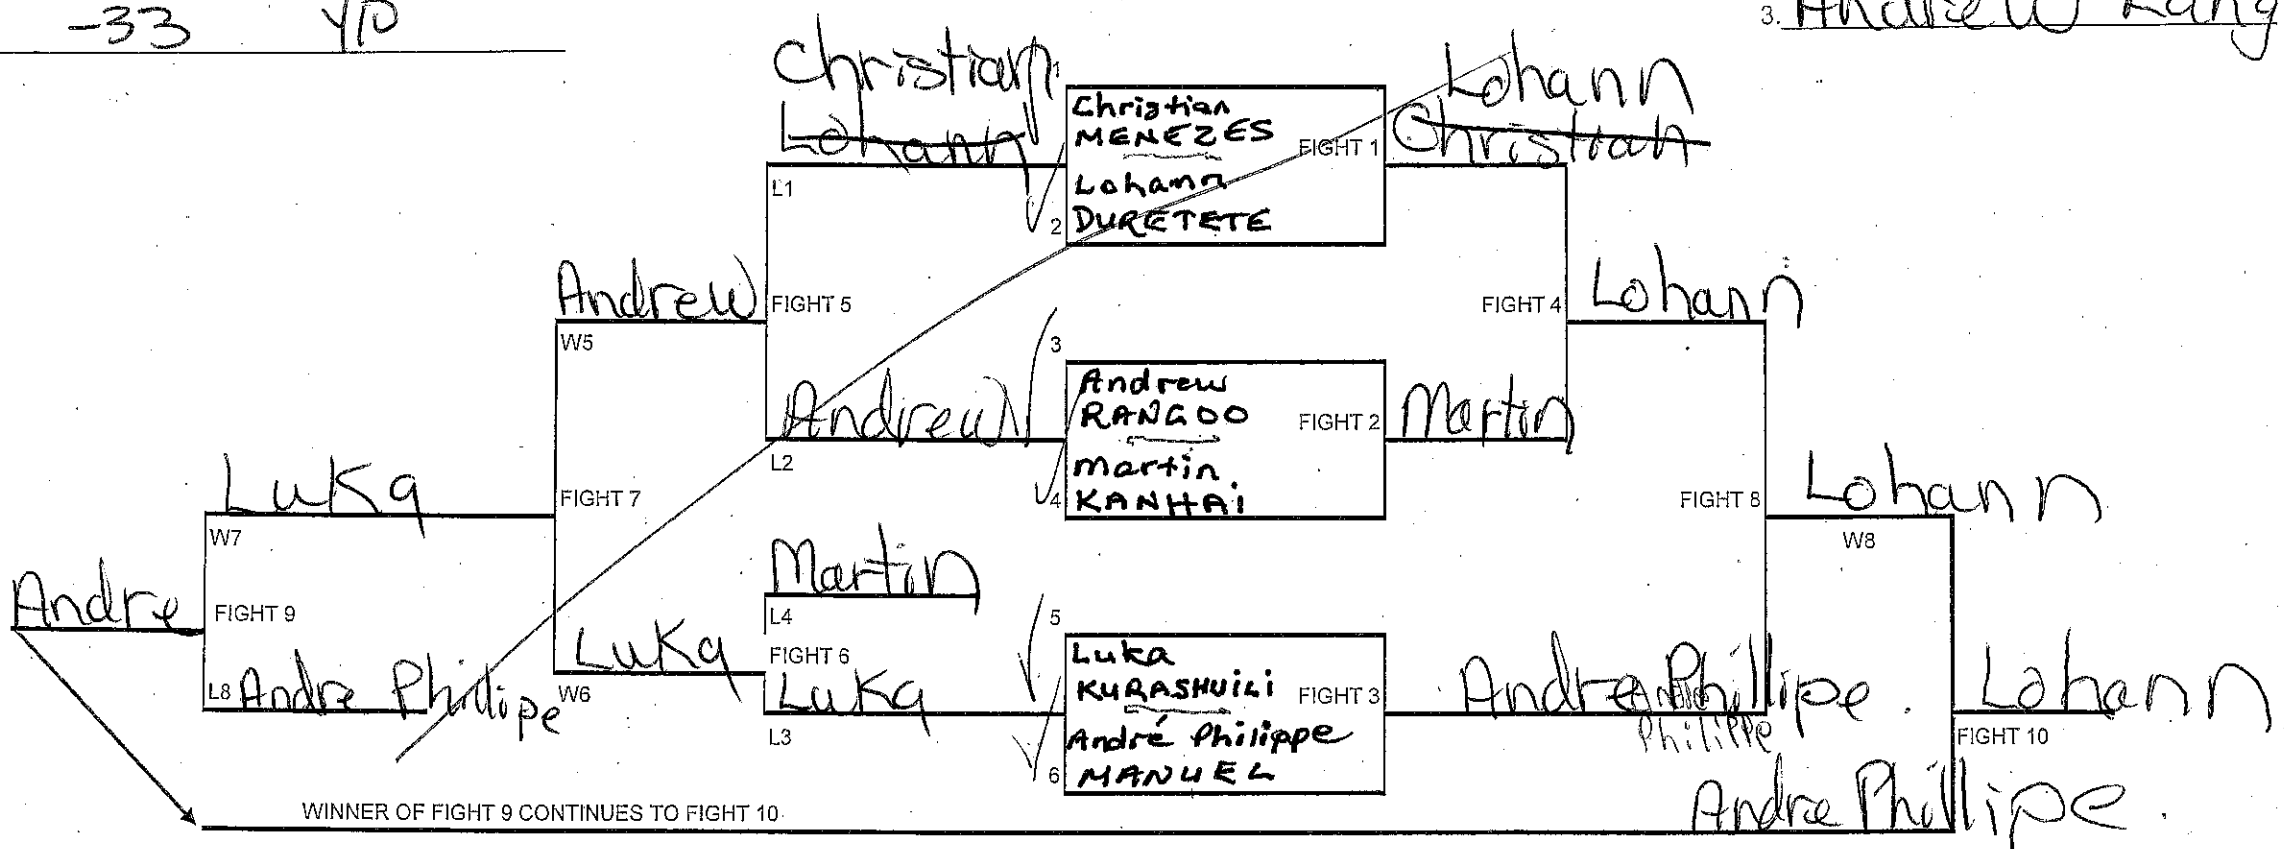 -33 YP
3. Andrew Rang
Christian
Lohann
1
Christian
MENEZES
Lohann
DURETETE
2
FIGHT 1
Lohann
Christian
L1
Andrew
FIGHT 5
FIGHT 4
Lohann
W5
3
Andrew
RANGOO
Martin
KANHAI
4
FIGHT 2
Martin
Andrew
L2
Luka
FIGHT 7
FIGHT 8
Lohann
W7
W8
Martin
Andre
FIGHT 9
L4
5
Luka
FIGHT 6
Luka
KURASHVILI
André Philippe
MANUEL
6
FIGHT 3
Andre Phillipe
Philippe
L8
Andre Phillipe
W6
Luka
L3
Lohann
FIGHT 10
WINNER OF FIGHT 9 CONTINUES TO FIGHT 10
Andre Phillipe.